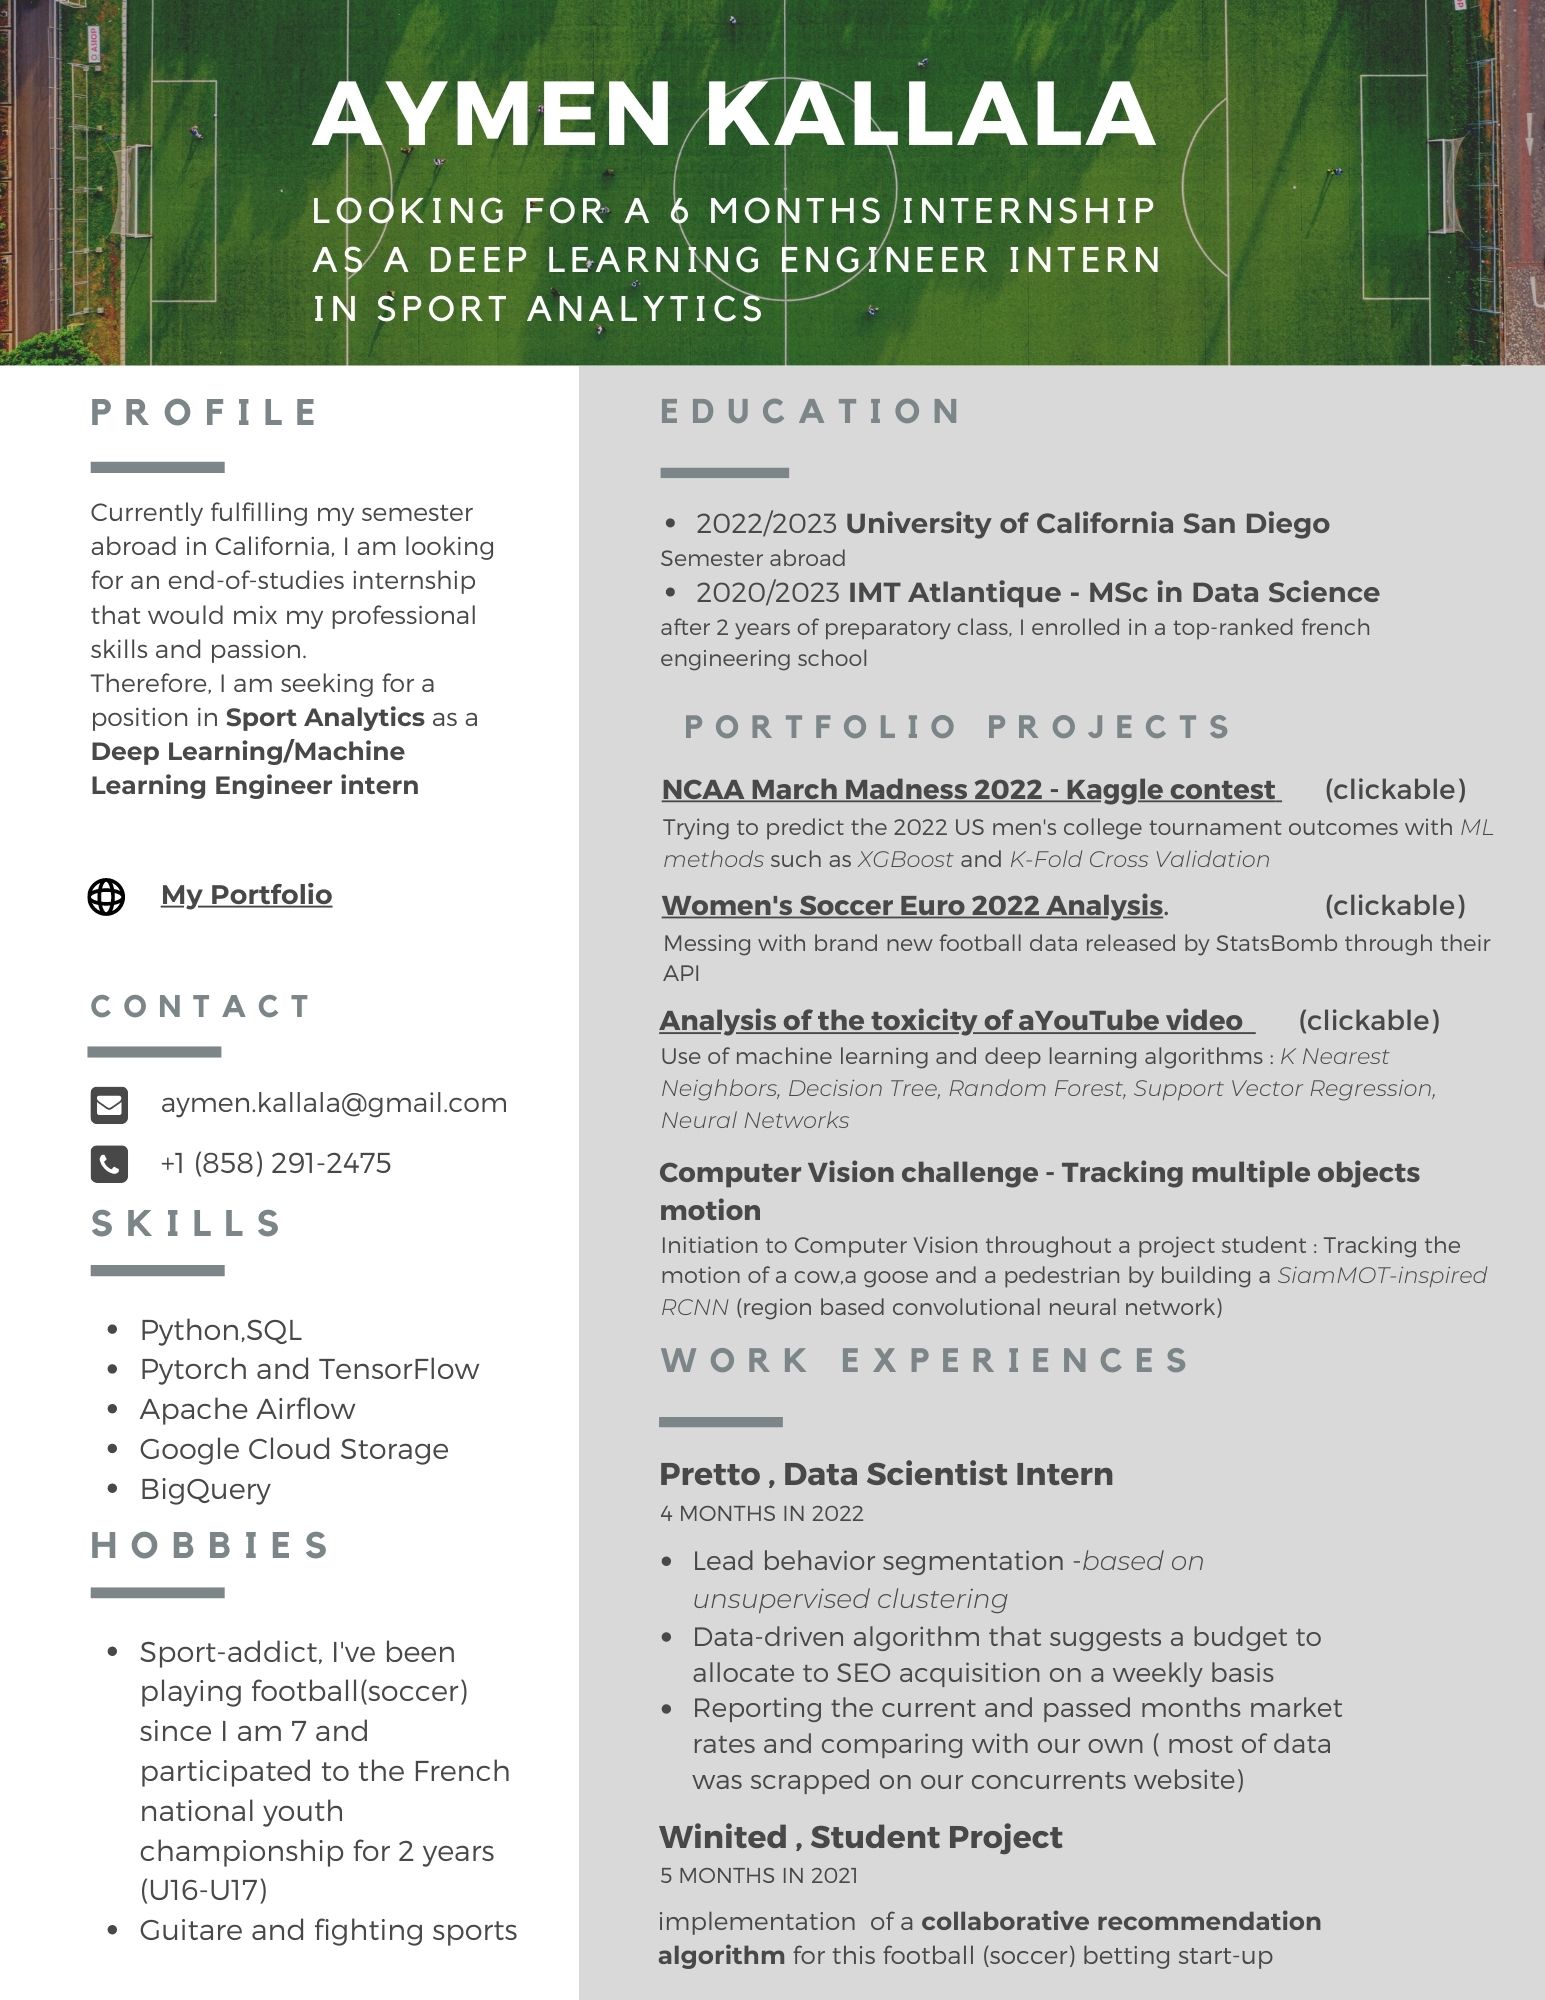 AYMEN KALLALA
LOOKING FOR A 6 MONTHS INTERNSHIP
AS A DEEP LEARNING ENGINEER INTERN
IN SPORT ANALYTICS
PROFILE
Currently fulfilling my semester
abroad in California, I am looking
for an end-of-studies internship
that would mix my professional
skills and passion.
Therefore, I am seeking for a
position in Sport Analytics as a
Deep Learning/Machine
Learning Engineer intern
My Portfolio
CONTACT
aymen.kallala@gmail.com
+1 (858) 291-2475
SKILLS
• Python,SQL
• Pytorch and TensorFlow
• Apache Airflow
• Google Cloud Storage
• BigQuery
HOBBIES
• Sport-addict, I've been
playing football(soccer)
since I am 7 and
participated to the French
national youth
championship for 2 years
(U16-U17)
• Guitare and fighting sports
EDUCATION
• 2022/2023 University of California San Diego
Semester abroad
• 2020/2023 IMT Atlantique - MSc in Data Science
after 2 years of preparatory class, I enrolled in a top-ranked french
engineering school
PORTFOLIO PROJECTS
NCAA March Madness 2022 - Kaggle contest (clickable)
Trying to predict the 2022 US men's college tournament outcomes with ML
methods such as XGBoost and K-Fold Cross Validation
Women's Soccer Euro 2022 Analysis. (clickable)
Messing with brand new football data released by StatsBomb through their
API
Analysis of the toxicity of aYouTube video (clickable)
Use of machine learning and deep learning algorithms : K Nearest
Neighbors, Decision Tree, Random Forest, Support Vector Regression,
Neural Networks
Computer Vision challenge - Tracking multiple objects
motion
Initiation to Computer Vision throughout a project student : Tracking the
motion of a cow,a goose and a pedestrian by building a SiamMOT-inspired
RCNN (region based convolutional neural network)
WORK EXPERIENCES
Pretto , Data Scientist Intern
4 MONTHS IN 2022
• Lead behavior segmentation -based on
unsupervised clustering
• Data-driven algorithm that suggests a budget to
allocate to SEO acquisition on a weekly basis
• Reporting the current and passed months market
rates and comparing with our own ( most of data
was scrapped on our concurrents website)
Winited , Student Project
5 MONTHS IN 2021
implementation of a collaborative recommendation
algorithm for this football (soccer) betting start-up